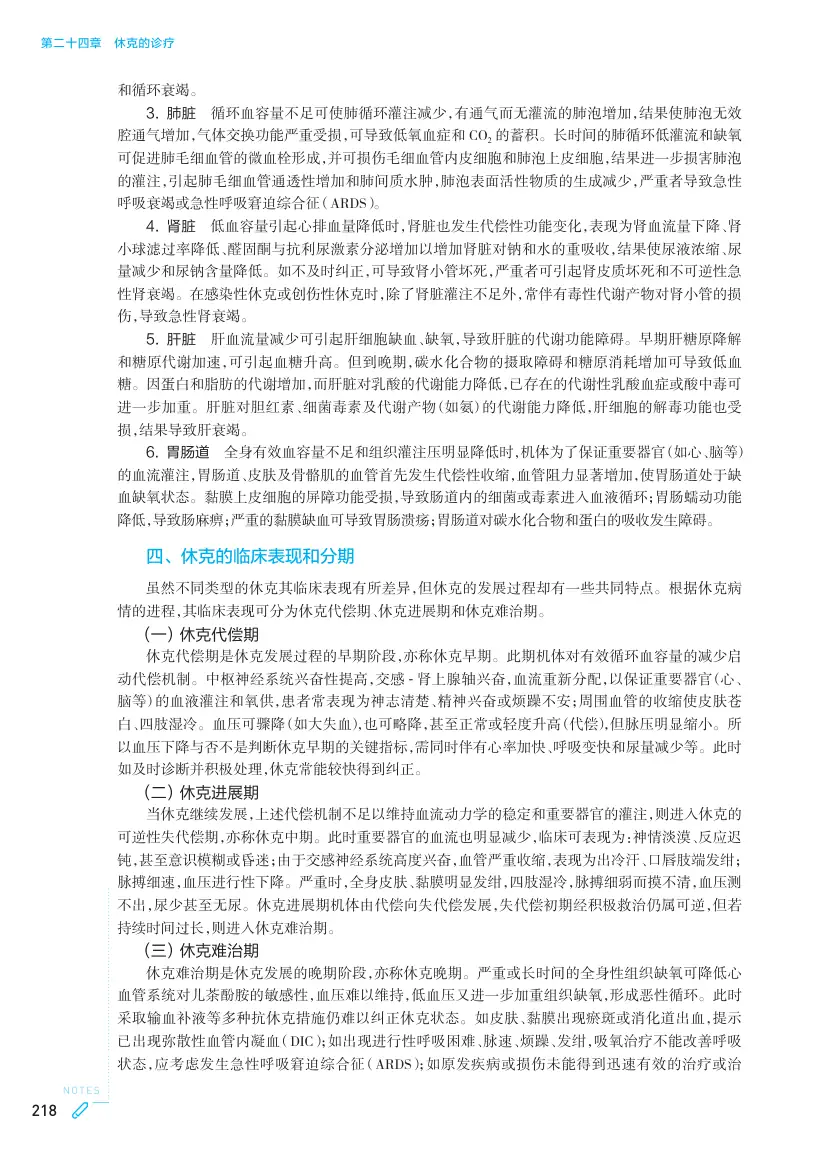 第二十四章 休克的诊疗
和循环衰竭。
3. 肺脏 循环血容量不足可使肺循环灌注减少,有通气而无灌流的肺泡增加,结果使肺泡无效
腔通气增加,气体交换功能严重受损,可导致低氧血症和 CO₂ 的蓄积。长时间的肺循环低灌流和缺氧
可促进肺毛细血管的微血栓形成,并可损伤毛细血管内皮细胞和肺泡上皮细胞,结果进一步损害肺泡
的灌注,引起肺毛细血管通透性增加和肺间质水肿,肺泡表面活性物质的生成减少,严重者导致急性
呼吸衰竭或急性呼吸窘迫综合征(ARDS)。
4. 肾脏 低血容量引起心排血量降低时,肾脏也发生代偿性功能变化,表现为肾血流量下降、肾
小球滤过率降低、醛固酮与抗利尿激素分泌增加以增加肾脏对钠和水的重吸收,结果使尿液浓缩、尿
量减少和尿钠含量降低。如不及时纠正,可导致肾小管坏死,严重者可引起肾皮质坏死和不可逆性急
性肾衰竭。在感染性休克或创伤性休克时,除了肾脏灌注不足外,常伴有毒性代谢产物对肾小管的损
伤,导致急性肾衰竭。
5. 肝脏 肝血流量减少可引起肝细胞缺血、缺氧,导致肝脏的代谢功能障碍。早期肝糖原降解
和糖原代谢加速,可引起血糖升高。但到晚期,碳水化合物的摄取障碍和糖原消耗增加可导致低血
糖。因蛋白和脂肪的代谢增加,而肝脏对乳酸的代谢能力降低,已存在的代谢性乳酸血症或酸中毒可
进一步加重。肝脏对胆红素、细菌毒素及代谢产物(如氨)的代谢能力降低,肝细胞的解毒功能也受
损,结果导致肝衰竭。
6. 胃肠道 全身有效血容量不足和组织灌注压明显降低时,机体为了保证重要器官(如心、脑等)
的血流灌注,胃肠道、皮肤及骨骼肌的血管首先发生代偿性收缩,血管阻力显著增加,使胃肠道处于缺
血缺氧状态。黏膜上皮细胞的屏障功能受损,导致肠道内的细菌或毒素进入血液循环;胃肠蠕动功能
降低,导致肠麻痹;严重的黏膜缺血可导致胃肠溃疡;胃肠道对碳水化合物和蛋白的吸收发生障碍。
四、休克的临床表现和分期
虽然不同类型的休克其临床表现有所差异,但休克的发展过程却有一些共同特点。根据休克病
情的进程,其临床表现可分为休克代偿期、休克进展期和休克难治期。
(一)休克代偿期
休克代偿期是休克发展过程的早期阶段,亦称休克早期。此期机体对有效循环血容量的减少启
动代偿机制。中枢神经系统兴奋性提高,交感 - 肾上腺轴兴奋,血流重新分配,以保证重要器官(心、
脑等)的血液灌注和氧供,患者常表现为神志清楚、精神兴奋或烦躁不安;周围血管的收缩使皮肤苍
白、四肢湿冷。血压可骤降(如大失血),也可略降,甚至正常或轻度升高(代偿),但脉压明显缩小。所
以血压下降与否不是判断休克早期的关键指标,需同时伴有心率加快、呼吸变快和尿量减少等。此时
如及时诊断并积极处理,休克常能较快得到纠正。
(二)休克进展期
当休克继续发展,上述代偿机制不足以维持血流动力学的稳定和重要器官的灌注,则进入休克的
可逆性失代偿期,亦称休克中期。此时重要器官的血流也明显减少,临床可表现为:神情淡漠、反应迟
钝,甚至意识模糊或昏迷;由于交感神经系统高度兴奋,血管严重收缩,表现为出冷汗、口唇肢端发绀;
脉搏细速,血压进行性下降。严重时,全身皮肤、黏膜明显发绀,四肢湿冷,脉搏细弱而摸不清,血压测
不出,尿少甚至无尿。休克进展期机体由代偿向失代偿发展,失代偿初期经积极救治仍属可逆,但若
持续时间过长,则进入休克难治期。
(三)休克难治期
休克难治期是休克发展的晚期阶段,亦称休克晚期。严重或长时间的全身性组织缺氧可降低心
血管系统对儿茶酚胺的敏感性,血压难以维持,低血压又进一步加重组织缺氧,形成恶性循环。此时
采取输血补液等多种抗休克措施仍难以纠正休克状态。如皮肤、黏膜出现瘀斑或消化道出血,提示
已出现弥散性血管内凝血(DIC);如出现进行性呼吸困难、脉速、烦躁、发绀,吸氧治疗不能改善呼吸
状态,应考虑发生急性呼吸窘迫综合征(ARDS);如原发疾病或损伤未能得到迅速有效的治疗或治
NOTES
218